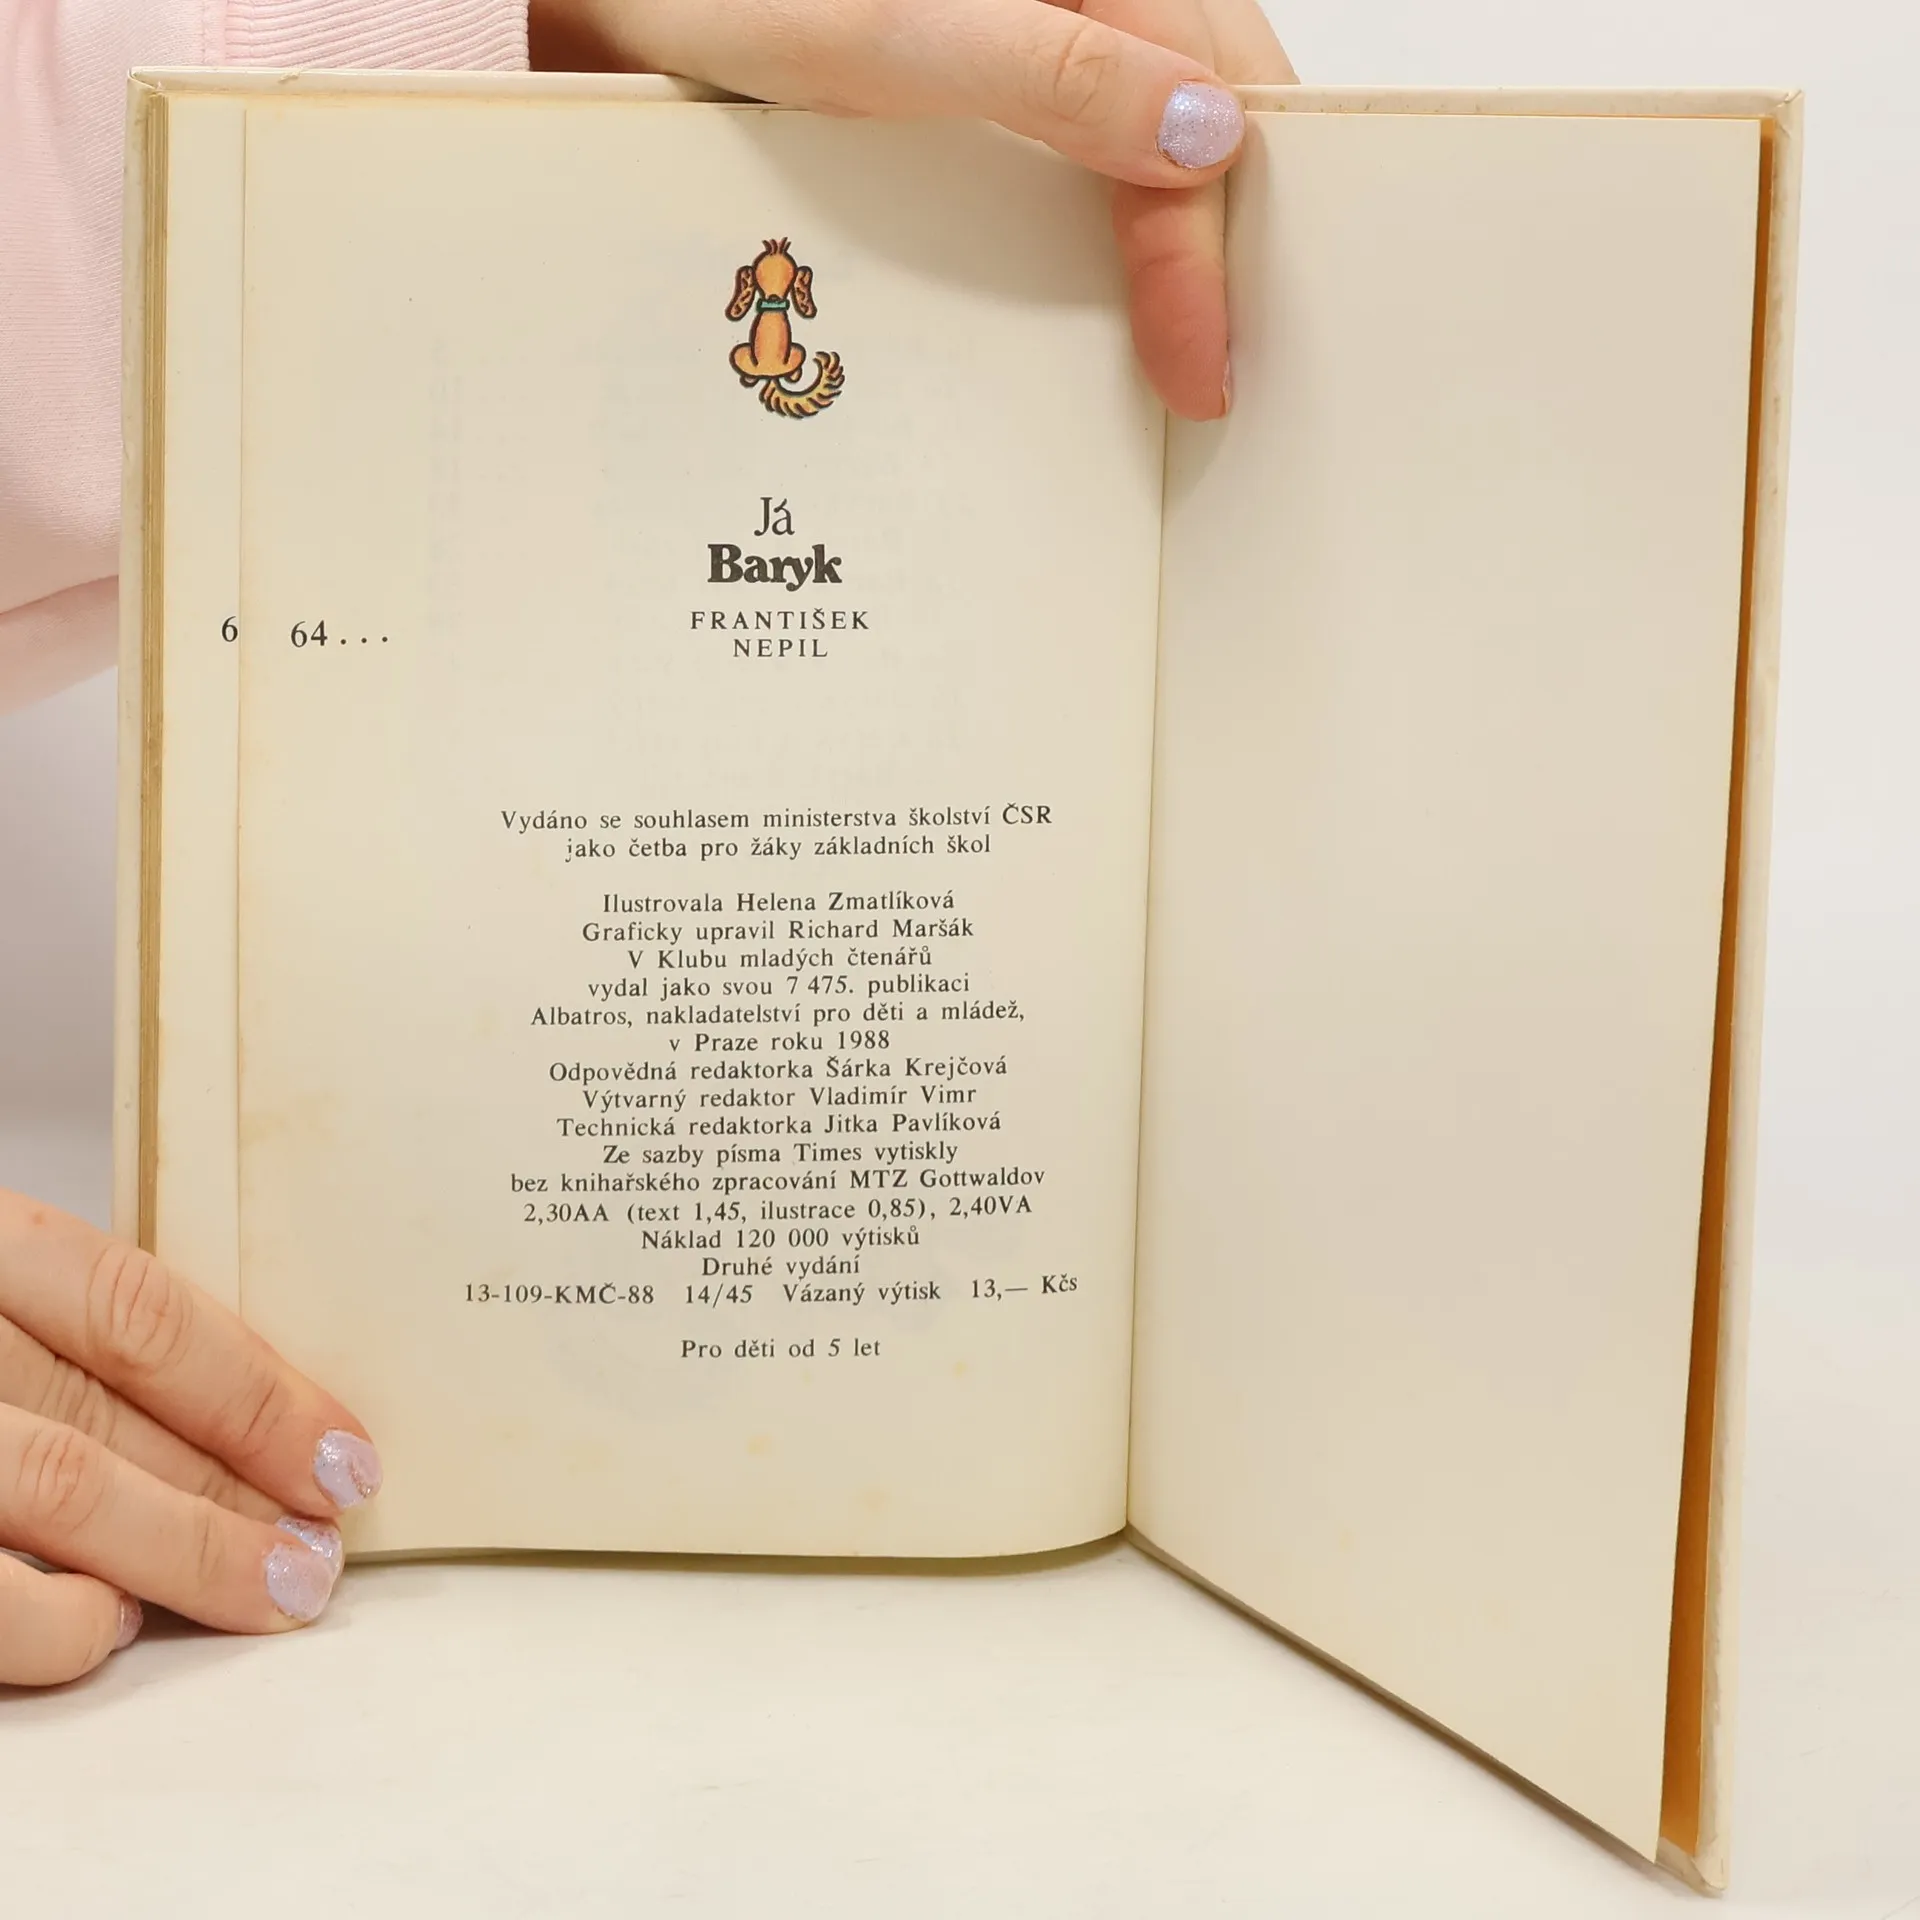 Já
Baryk
FRANTIŠEK
NEPIL
6
64...
Vydáno se souhlasem ministerstva školství ČSR
jako četba pro žáky základních škol
Ilustrovala Helena Zmatlíková
Graficky upravil Richard Maršák
V Klubu mladých čtenářů
vydal jako svou 7 475. publikaci
Albatros, nakladatelství pro děti a mládež,
v Praze roku 1988
Odpovědná redaktorka Šárka Krejčová
Výtvarný redaktor Vladimír Vimr
Technická redaktorka Jitka Pavlíková
Ze sazby písma Times vytiskly
bez knihařského zpracování MTZ Gottwaldov
2,30AA (text 1,45, ilustrace 0,85), 2,40VA
Náklad 120 000 výtisků
Druhé vydání
13-109-KMČ-88 14/45 Vázaný výtisk 13,— Kčs
Pro děti od 5 let